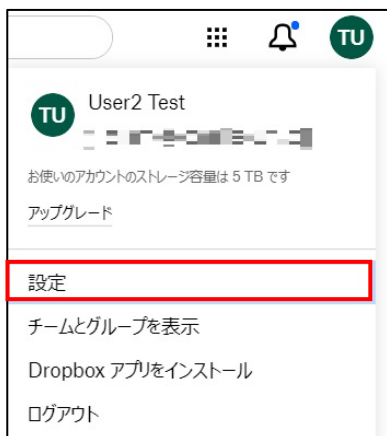 TU
TU
User2 Test
お使いのアカウントのストレージ容量は 5 TB です
アップグレード
設定
チームとグループを表示
Dropbox アプリをインストール
ログアウト